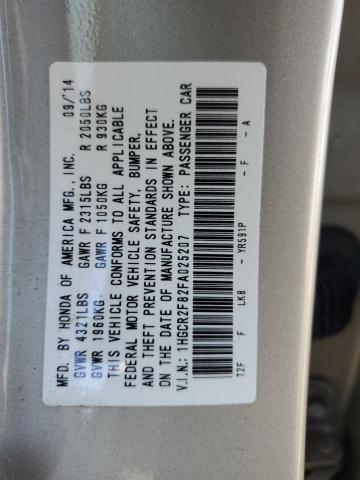 MFD. BY HONDA OF AMERICA MFG., INC. 09/'14
GVWR 4321LBS GAWR F 2315LBS R 2050LBS
GVWR 1960KG GAWR F 1050KG R 930KG
THIS VEHICLE CONFORMS TO ALL APPLICABLE
FEDERAL MOTOR VEHICLE SAFETY, BUMPER,
AND THEFT PREVENTION STANDARDS IN EFFECT
ON THE DATE OF MANUFACTURE SHOWN ABOVE.
V.I.N.: 1HGCR2F82FA025207 TYPE: PASSENGER CAR
T2F F LKB - YR591P - F - A